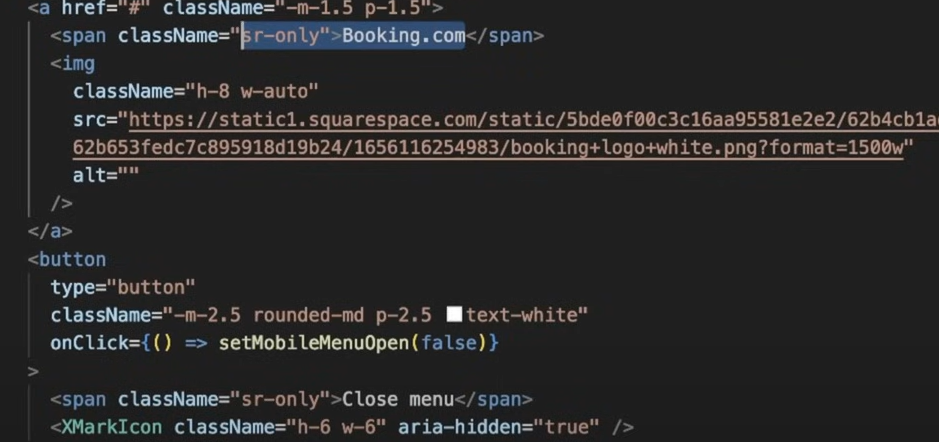 <a href="#" className="-m-1.5 p-1.5">
<span className="sr-only">Booking.com</span>
<img
className="h-8 w-auto"
src="https://static1.squarespace.com/static/5bde0f00c3c16aa95581e2e2/62b4cb1a
62b653fedc7c895918d19b24/1656116254983/booking+logo+white.png?format=1500w"
alt=""
/>
</a>
<button
type="button"
className="-m-2.5 rounded-md p-2.5 text-white"
onClick={() => setMobileMenuOpen(false)}
>
<span className="sr-only">Close menu</span>
<XMarkIcon className="h-6 w-6" aria-hidden="true" />